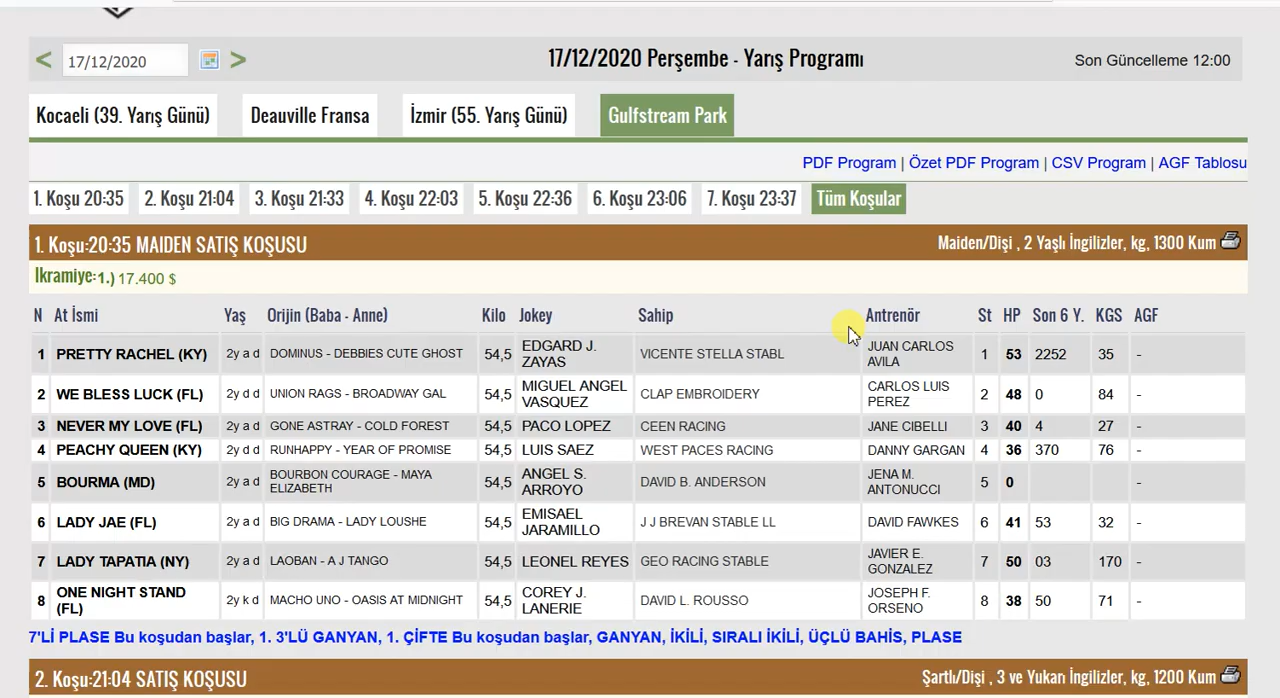 17/12/2020
17/12/2020 Perşembe - Yarış Programı
Son Güncelleme 12:00
Kocaeli (39. Yarış Günü) Deauville Fransa İzmir (55. Yarış Günü) Gulfstream Park
PDF Program | Özet PDF Program | CSV Program | AGF Tablosu
1. Koşu 20:35 2. Koşu 21:04 3. Koşu 21:33 4. Koşu 22:03 5. Koşu 22:36 6. Koşu 23:06 7. Koşu 23:37 Tüm Koşular
1. Koşu:20:35 MAIDEN SATIŞ KOŞUSU
Maiden/Dişi , 2 Yaşlı İngilizler, kg, 1300 Kum
İkramiye:1.) 17.400 $
N At İsmi Yaş Orijin (Baba - Anne) Kilo Jokey Sahip Antrenör St HP Son 6 Y. KGS AGF
1 PRETTY RACHEL (KY) 2y a d DOMINUS - DEBBIES CUTE GHOST 54,5 EDGARD J. ZAYAS VICENTE STELLA STABL JUAN CARLOS AVILA 1 53 2252 35 -
2 WE BLESS LUCK (FL) 2y d d UNION RAGS - BROADWAY GAL 54,5 MIGUEL ANGEL VASQUEZ CLAP EMBROIDERY CARLOS LUIS PEREZ 2 48 0 84 -
3 NEVER MY LOVE (FL) 2y a d GONE ASTRAY - COLD FOREST 54,5 PACO LOPEZ CEEN RACING JANE CIBELLI 3 40 4 27 -
4 PEACHY QUEEN (KY) 2y d d RUNHAPPY - YEAR OF PROMISE 54,5 LUIS SAEZ WEST PACES RACING DANNY GARGAN 4 36 370 76 -
5 BOURMA (MD) 2y a d BOURBON COURAGE - MAYA ELIZABETH 54,5 ANGEL S. ARROYO DAVID B. ANDERSON JENA M. ANTONUCCI 5 0 -
6 LADY JAE (FL) 2y a d BIG DRAMA - LADY LOUSHE 54,5 EMISAEL JARAMILLO J J BREVAN STABLE LL DAVID FAWKES 6 41 53 32 -
7 LADY TAPATIA (NY) 2y a d LAOBAN - A J TANGO 54,5 LEONEL REYES GEO RACING STABLE JAVIER E. GONZALEZ 7 50 03 170 -
8 ONE NIGHT STAND (FL) 2y k d MACHO UNO - OASIS AT MIDNIGHT 54,5 COREY J. LANERIE DAVID L. ROUSSO JOSEPH F. ORSENO 8 38 50 71 -
7'Lİ PLASE Bu koşudan başlar, 1. 3'LÜ GANYAN, 1. ÇİFTE Bu koşudan başlar, GANYAN, İKİLİ, SIRALI İKİLİ, ÜÇLÜ BAHİS, PLASE
2. Koşu:21:04 SATIŞ KOŞUSU
Şartlı/Dişi , 3 ve Yukarı İngilizler, kg, 1200 Kum